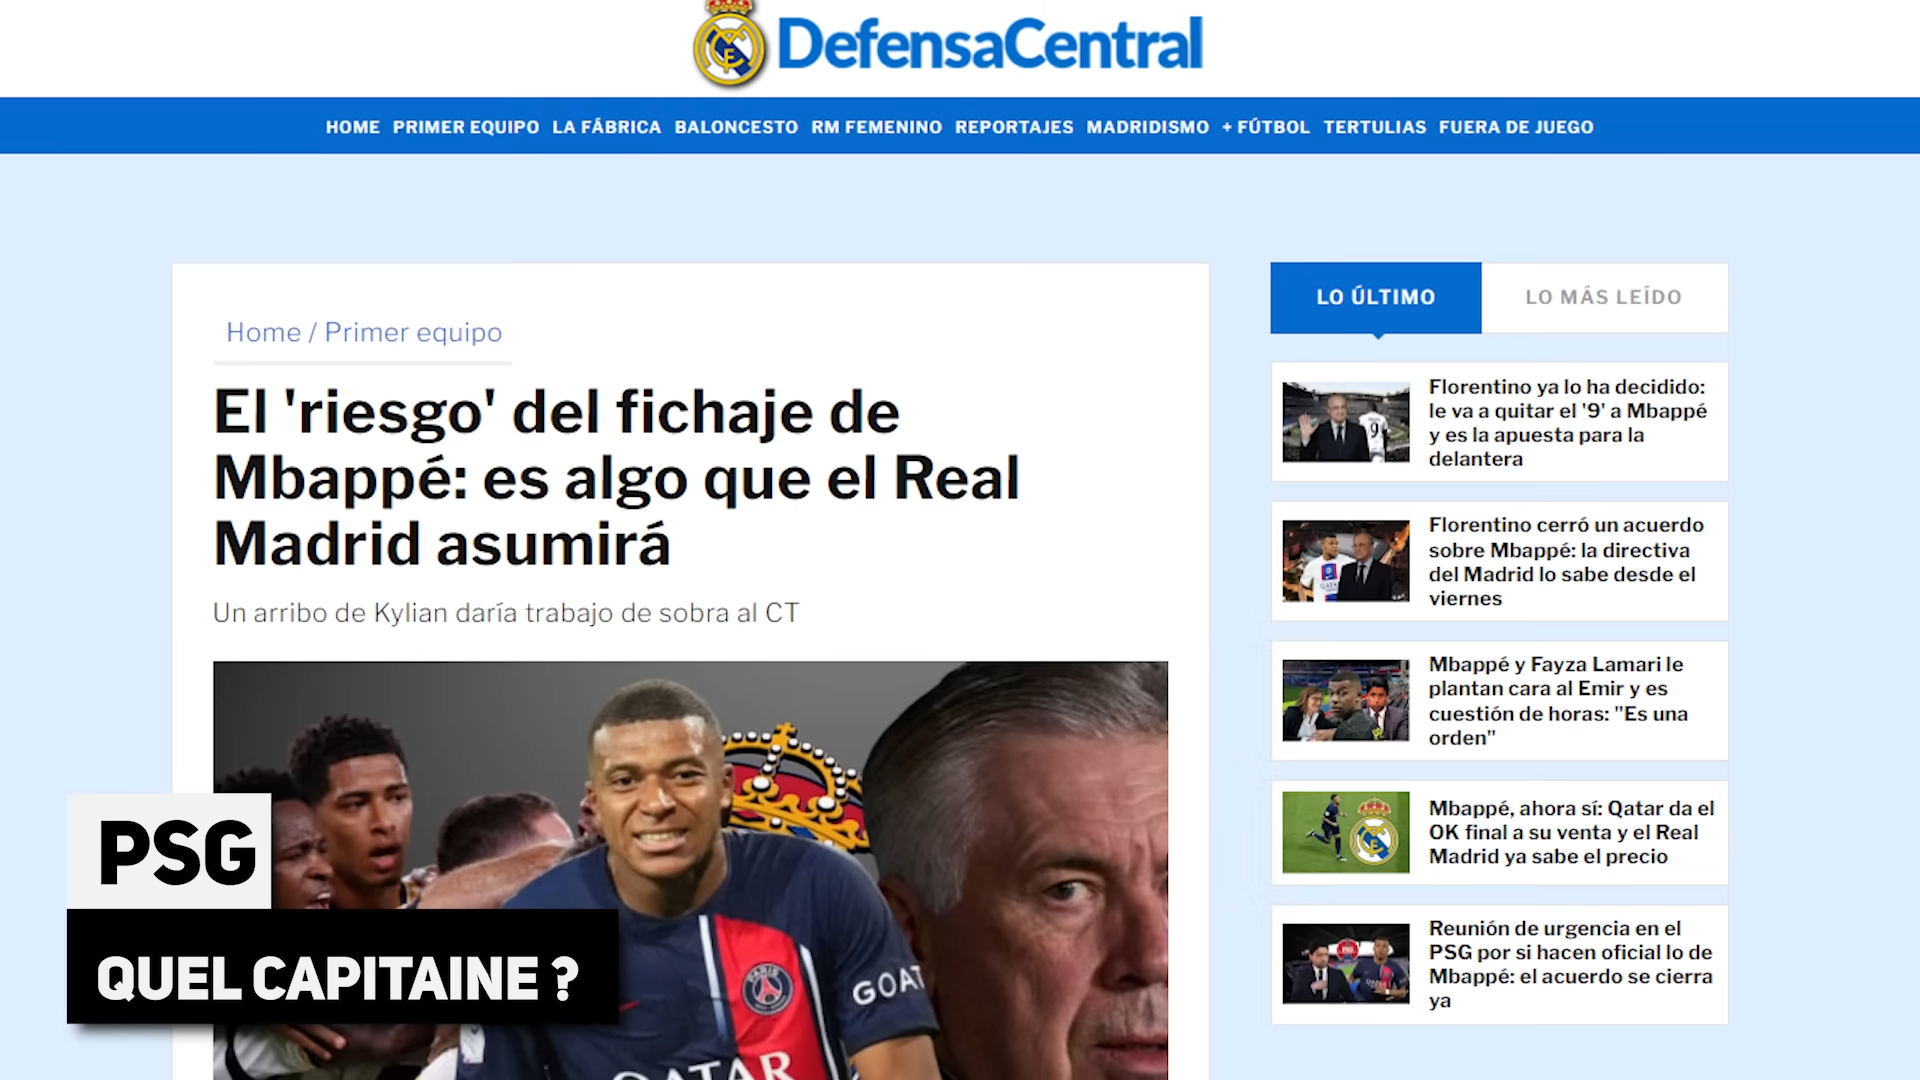 DefensaCentral
HOME PRIMER EQUIPO LA FÁBRICA BALONCESTO RM FEMENINO REPORTAJES MADRIDISMO + FÚTBOL TERTULIAS FUERA DE JUEGO
Home / Primer equipo
El 'riesgo' del fichaje de
Mbappé: es algo que el Real
Madrid asumirá
Un arribo de Kylian daría trabajo de sobra al CT
PARIS
GOAT
QATAR
PSG
QUEL CAPITAINE ?
LO ÚLTIMO
LO MÁS LEÍDO
9
Florentino ya lo ha decidido:
le va a quitar el '9' a Mbappé
y es la apuesta para la
delantera
Florentino cerró un acuerdo
sobre Mbappé: la directiva
del Madrid lo sabe desde el
viernes
Mbappé y Fayza Lamari le
plantan cara al Emir y es
cuestión de horas: "Es una
orden"
Mbappé, ahora sí: Qatar da el
OK final a su venta y el Real
Madrid ya sabe el precio
Reunión de urgencia en el
PSG por si hacen oficial lo de
Mbappé: el acuerdo se cierra
ya